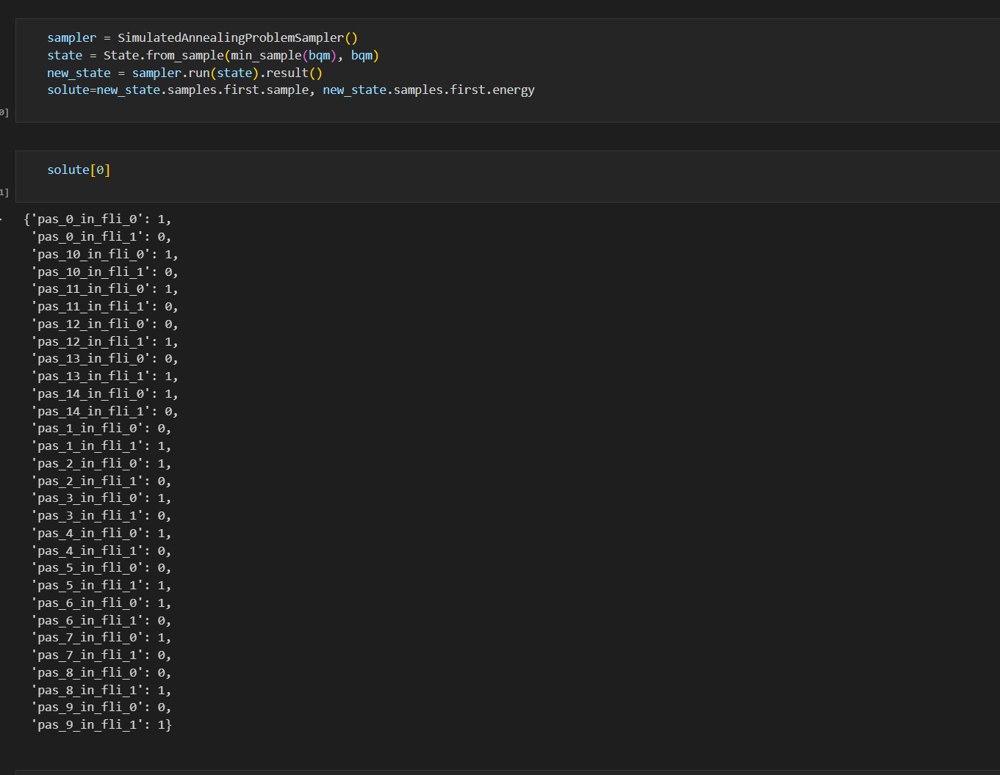 sampler = SimulatedAnnealingProblemSampler()
state = State.from_sample(min_sample(bqm), bqm)
new_state = sampler.run(state).result()
solute=new_state.samples.first.sample, new_state.samples.first.energy
0]
solute[0]
1]
{'pas_0_in_fli_0': 1,
'pas_0_in_fli_1': 0,
'pas_10_in_fli_0': 1,
'pas_10_in_fli_1': 0,
'pas_11_in_fli_0': 1,
'pas_11_in_fli_1': 0,
'pas_12_in_fli_0': 0,
'pas_12_in_fli_1': 1,
'pas_13_in_fli_0': 0,
'pas_13_in_fli_1': 1,
'pas_14_in_fli_0': 1,
'pas_14_in_fli_1': 0,
'pas_1_in_fli_0': 0,
'pas_1_in_fli_1': 1,
'pas_2_in_fli_0': 1,
'pas_2_in_fli_1': 0,
'pas_3_in_fli_0': 1,
'pas_3_in_fli_1': 0,
'pas_4_in_fli_0': 1,
'pas_4_in_fli_1': 0,
'pas_5_in_fli_0': 0,
'pas_5_in_fli_1': 1,
'pas_6_in_fli_0': 1,
'pas_6_in_fli_1': 0,
'pas_7_in_fli_0': 1,
'pas_7_in_fli_1': 0,
'pas_8_in_fli_0': 0,
'pas_8_in_fli_1': 1,
'pas_9_in_fli_0': 0,
'pas_9_in_fli_1': 1}